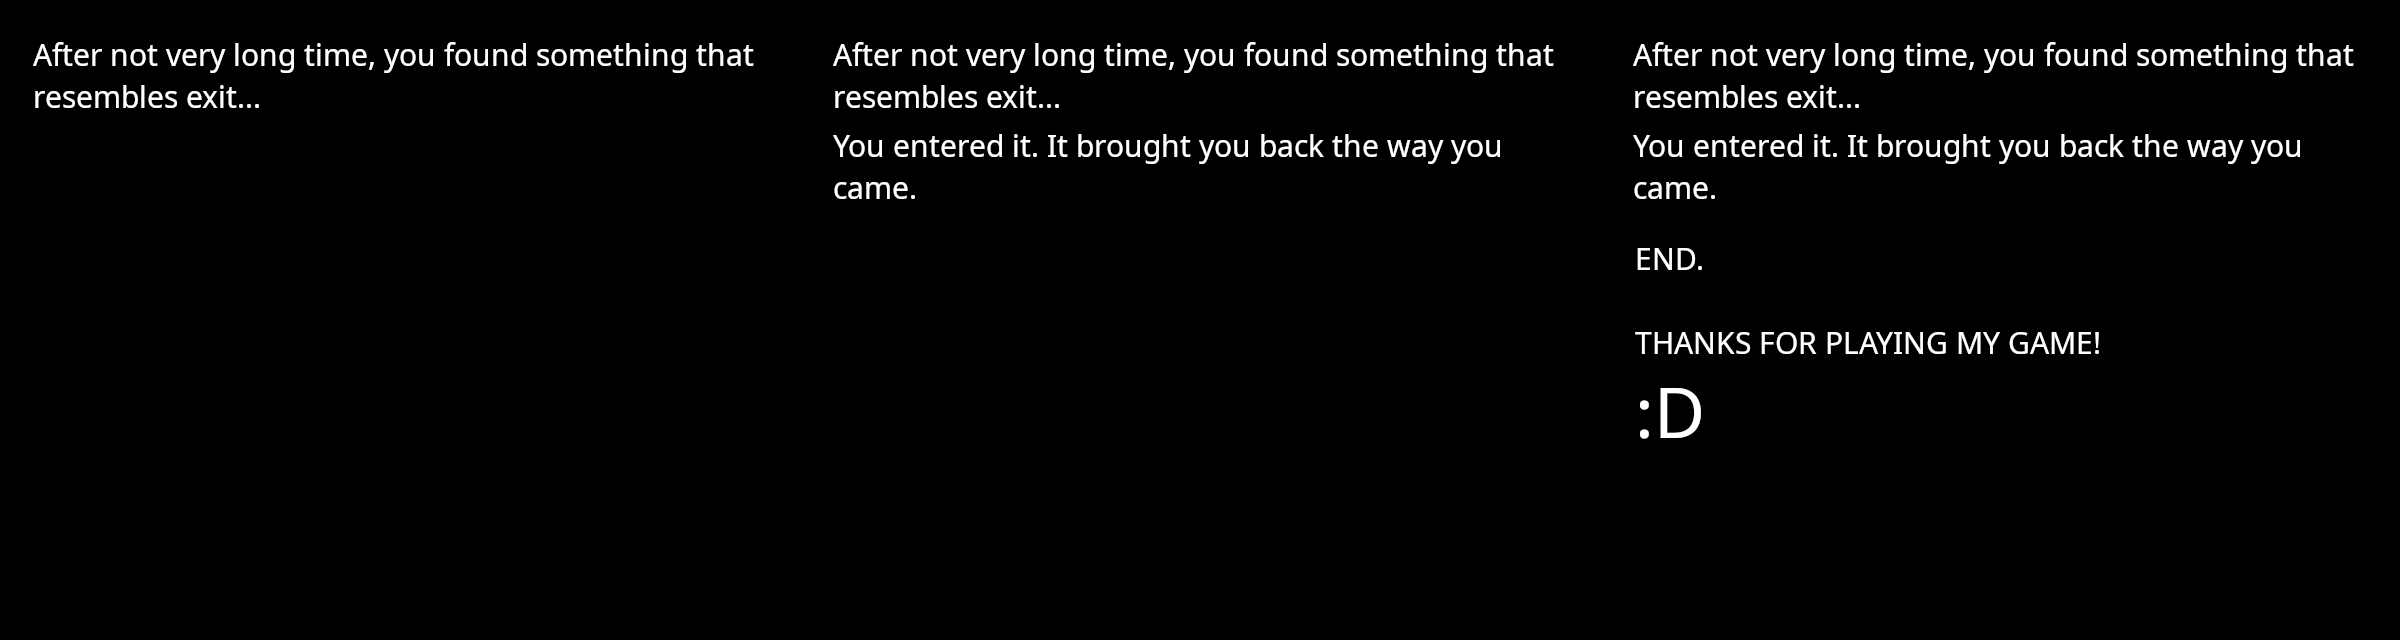 After not very long time, you found something that
resembles exit...
After not very long time, you found something that
resembles exit...
You entered it. It brought you back the way you
came.
After not very long time, you found something that
resembles exit...
You entered it. It brought you back the way you
came.
END.
THANKS FOR PLAYING MY GAME!
:D